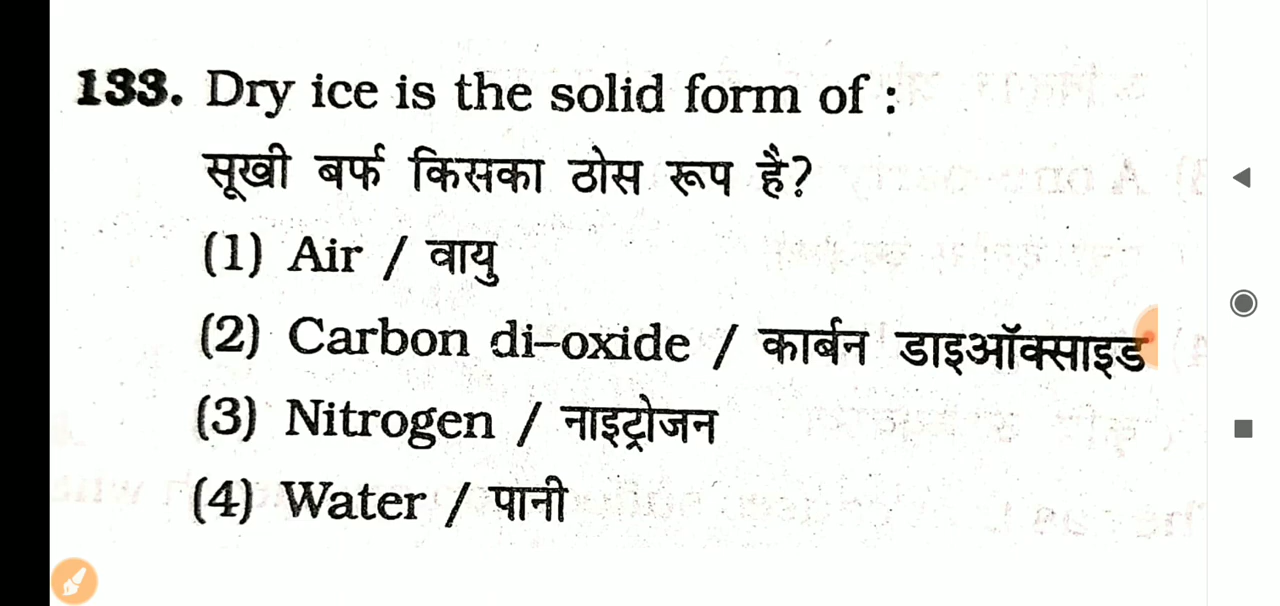 133. Dry ice is the solid form of :
सूखी बर्फ किसका ठोस रूप है?
(1) Air / वायु
(2) Carbon di-oxide / कार्बन डाइऑक्साइड
(3) Nitrogen / नाइट्रोजन
(4) Water / पानी